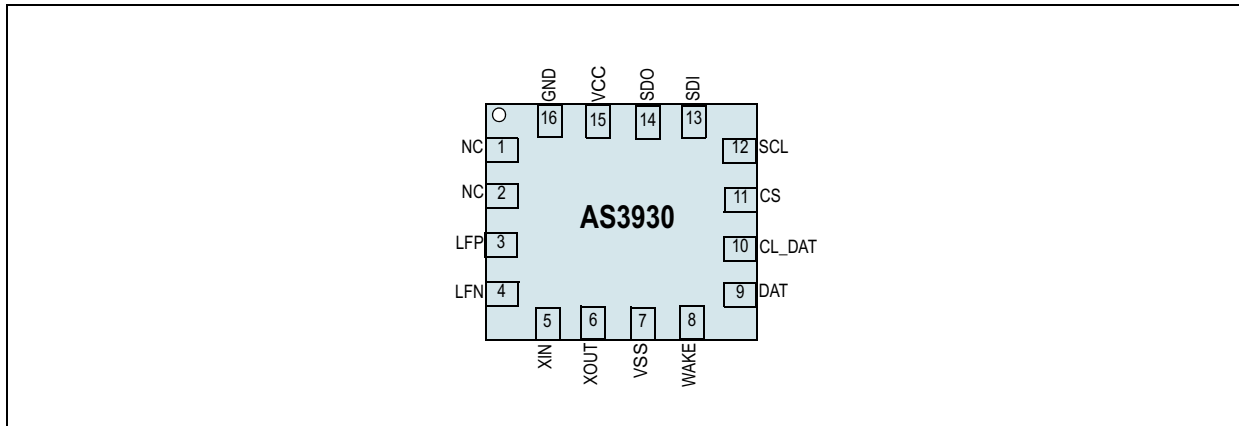 GND
VCC
SDO
SDI
16
15
14
13
NC 1
12 SCL
NC 2
11 CS
AS3930
LFP 3
10 CL_DAT
LFN 4
9 DAT
5
6
7
8
XIN
XOUT
VSS
WAKE